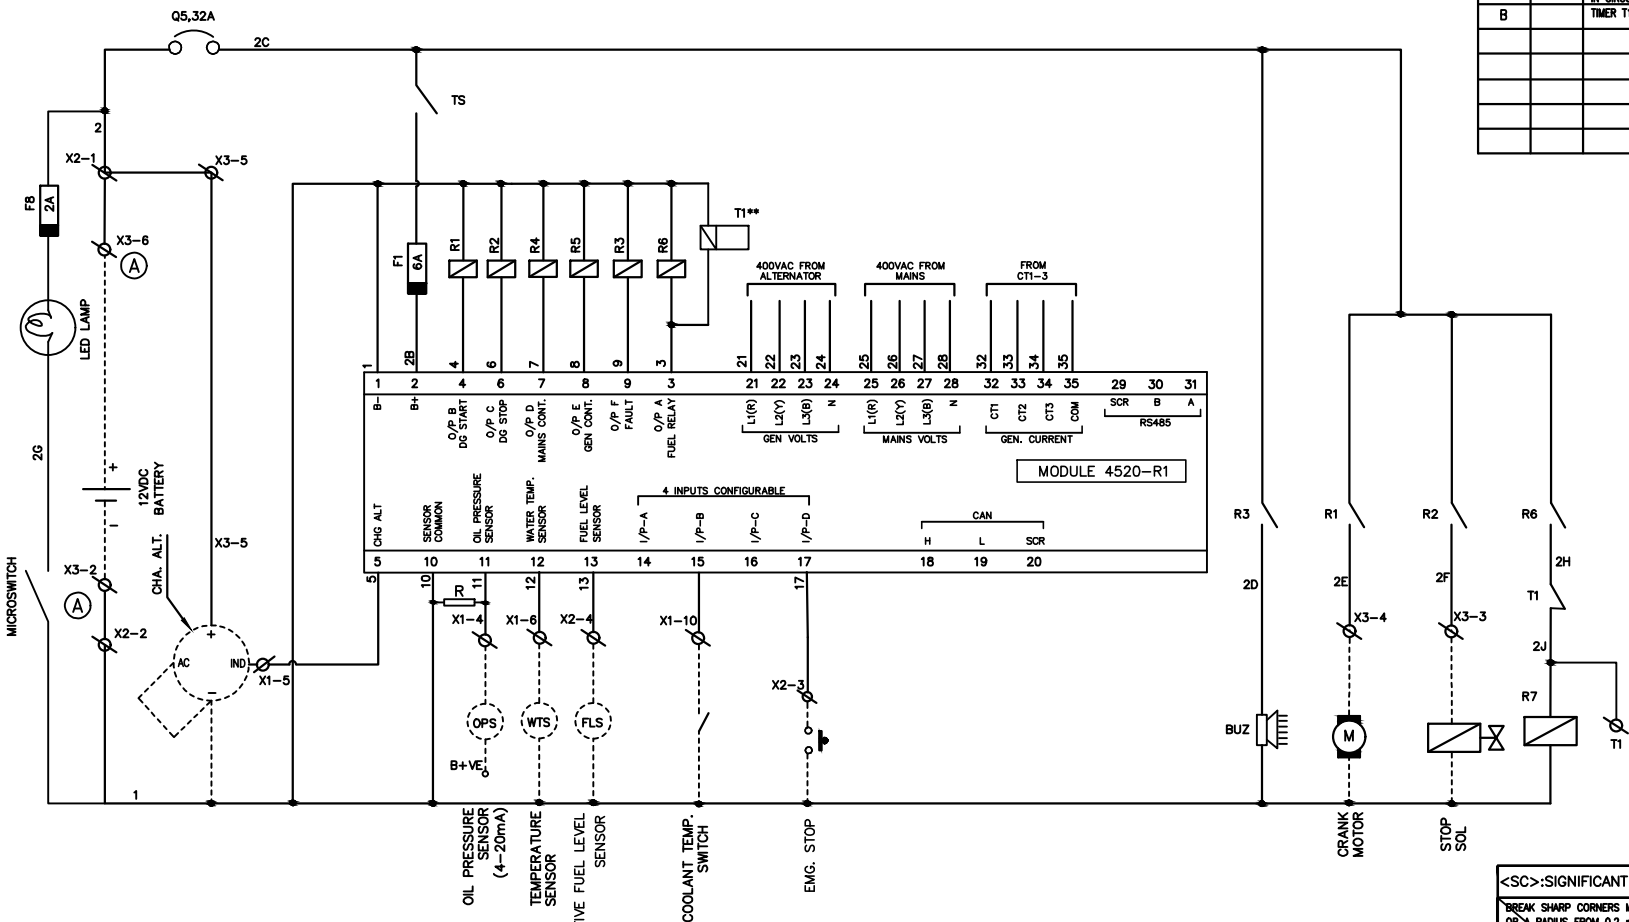 Q5,32A
2C
B
TIMER
TS
2
X2-1
X3-5
F8
2A
X3-6
A
T1**
F1
6A
R1
R2
R4
R5
R3
R6
400VAC FROM
ALTERNATOR
400VAC FROM
MAINS
FROM
CT1-3
LED LAMP
1
2B
4
6
7
8
9
3
21
22
23
24
25
26
27
28
32
33
34
35
1 2 4 6 7 8 9 3 21 22 23 24 25 26 27 28 32 33 34 35 29 30 31
B-
B+
O/P B
DG START
O/P C
DG STOP
O/P D
MAINS CONT.
O/P E
GEN CONT.
O/P F
FAULT
O/P A
FUEL RELAY
L1(R)
L2(Y)
L3(B)
N
GEN VOLTS
L1(R)
L2(Y)
L3(B)
N
MAINS VOLTS
CT1
CT2
CT3
COM
GEN. CURRENT
SCR B A
RS485
MODULE 4520-R1
2G
+
12VDC
BATTERY
-
4 INPUTS CONFIGURABLE
CHG ALT
SENSOR
COMMON
OIL PRESSURE
SENSOR
WATER TEMP.
SENSOR
FUEL LEVEL
SENSOR
I/P-A
I/P-B
I/P-C
I/P-D
CAN
H L SCR
5 10 11 12 13 14 15 16 17 18 19 20
R3
R1
R2
R6
MICROSWITCH
X3-2
A
X2-2
CHA. ALT.
X3-5
5
10
11
12
13
17
R
X1-4
X1-6
X2-4
X1-10
2D
2E
2F
2H
T1
X3-4
X3-3
2J
+
AC
IND
-
X1-5
X2-3
R7
OPS
WTS
FLS
B+VE
BUZ
M
T1
1
OIL PRESSURE
SENSOR
(4-20mA)
TEMPERATURE
SENSOR
FUEL LEVEL
SENSOR
COOLANT TEMP.
SWITCH
EMG. STOP
CRANK
MOTOR
STOP
SOL
<SC>:SIGNIFICANT
BREAK SHARP CORNERS
OR A RADIUS FROM 0.2